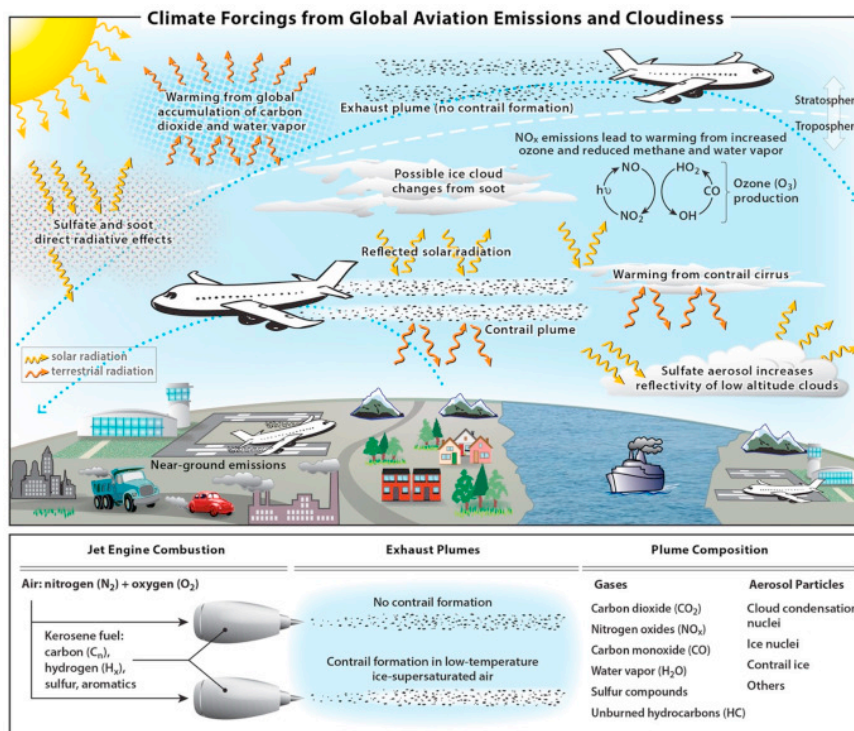 Climate Forcings from Global Aviation Emissions and Cloudiness
Warming from global
accumulation of carbon
dioxide and water vapor
Exhaust plume (no contrail formation)
Stratospher
Tropospher
NOx emissions lead to warming from increased
ozone and reduced methane and water vapor
Possible ice cloud
changes from soot
NO
hυ
NO2
HO2
CO
OH
Ozone (O3)
production
Sulfate and soot
direct radiative effects
Reflected solar radiation
Warming from contrail cirrus
Contrail plume
solar radiation
terrestrial radiation
Sulfate aerosol increases
reflectivity of low altitude clouds
Near-ground emissions
Jet Engine Combustion
Air: nitrogen (N2) + oxygen (O2)
Kerosene fuel:
carbon (Cn),
hydrogen (Hx),
sulfur, aromatics
Exhaust Plumes
No contrail formation
Contrail formation in low-temperature
ice-supersaturated air
Plume Composition
Gases
Carbon dioxide (CO2)
Nitrogen oxides (NOx)
Carbon monoxide (CO)
Water vapor (H2O)
Sulfur compounds
Unburned hydrocarbons (HC)
Aerosol Particles
Cloud condensation
nuclei
Ice nuclei
Contrail ice
Others